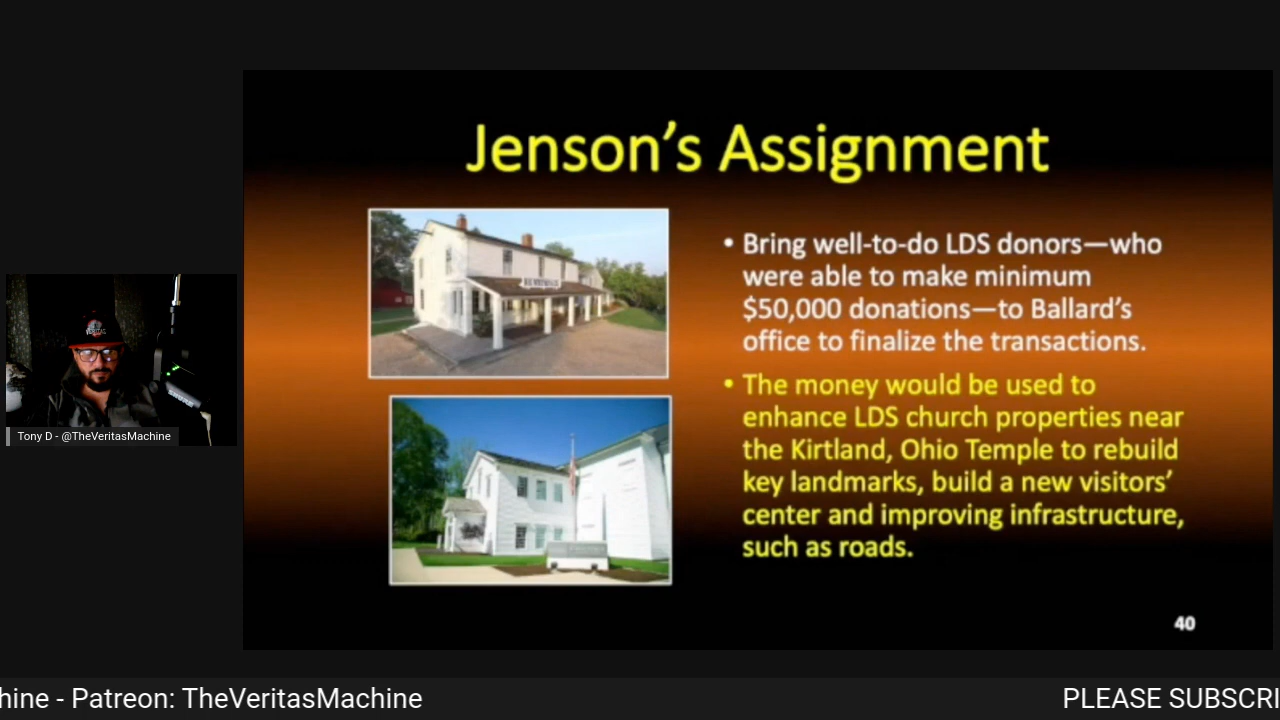 Jenson’s Assignment
• Bring well-to-do LDS donors—who
were able to make minimum
$50,000 donations—to Ballard’s
office to finalize the transactions.
• The money would be used to
enhance LDS church properties near
the Kirtland, Ohio Temple to rebuild
key landmarks, build a new visitors’
center and improving infrastructure,
such as roads.
40
Tony D - @TheVeritasMachine
hine - Patreon: TheVeritasMachine
PLEASE SUBSCRI